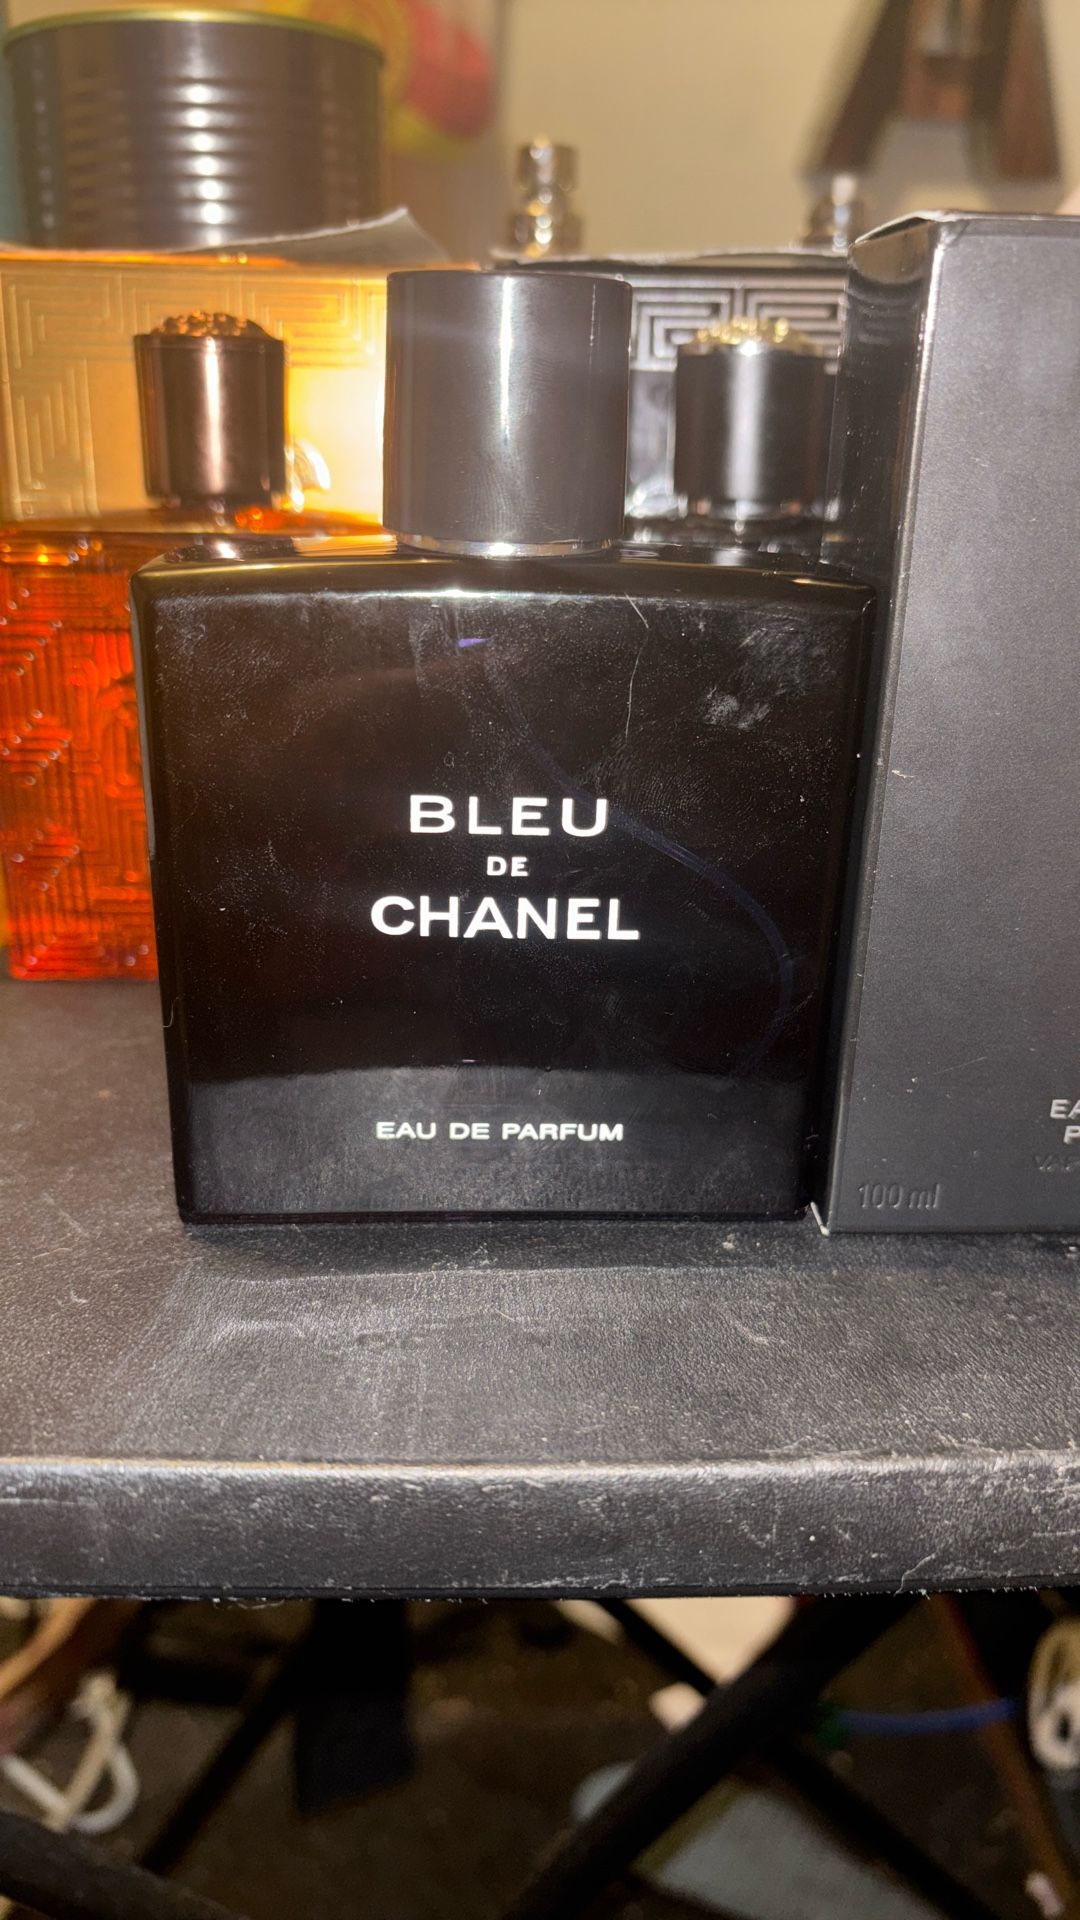 BLEU
DE
CHANEL
EAU DE PARFUM
100 ml